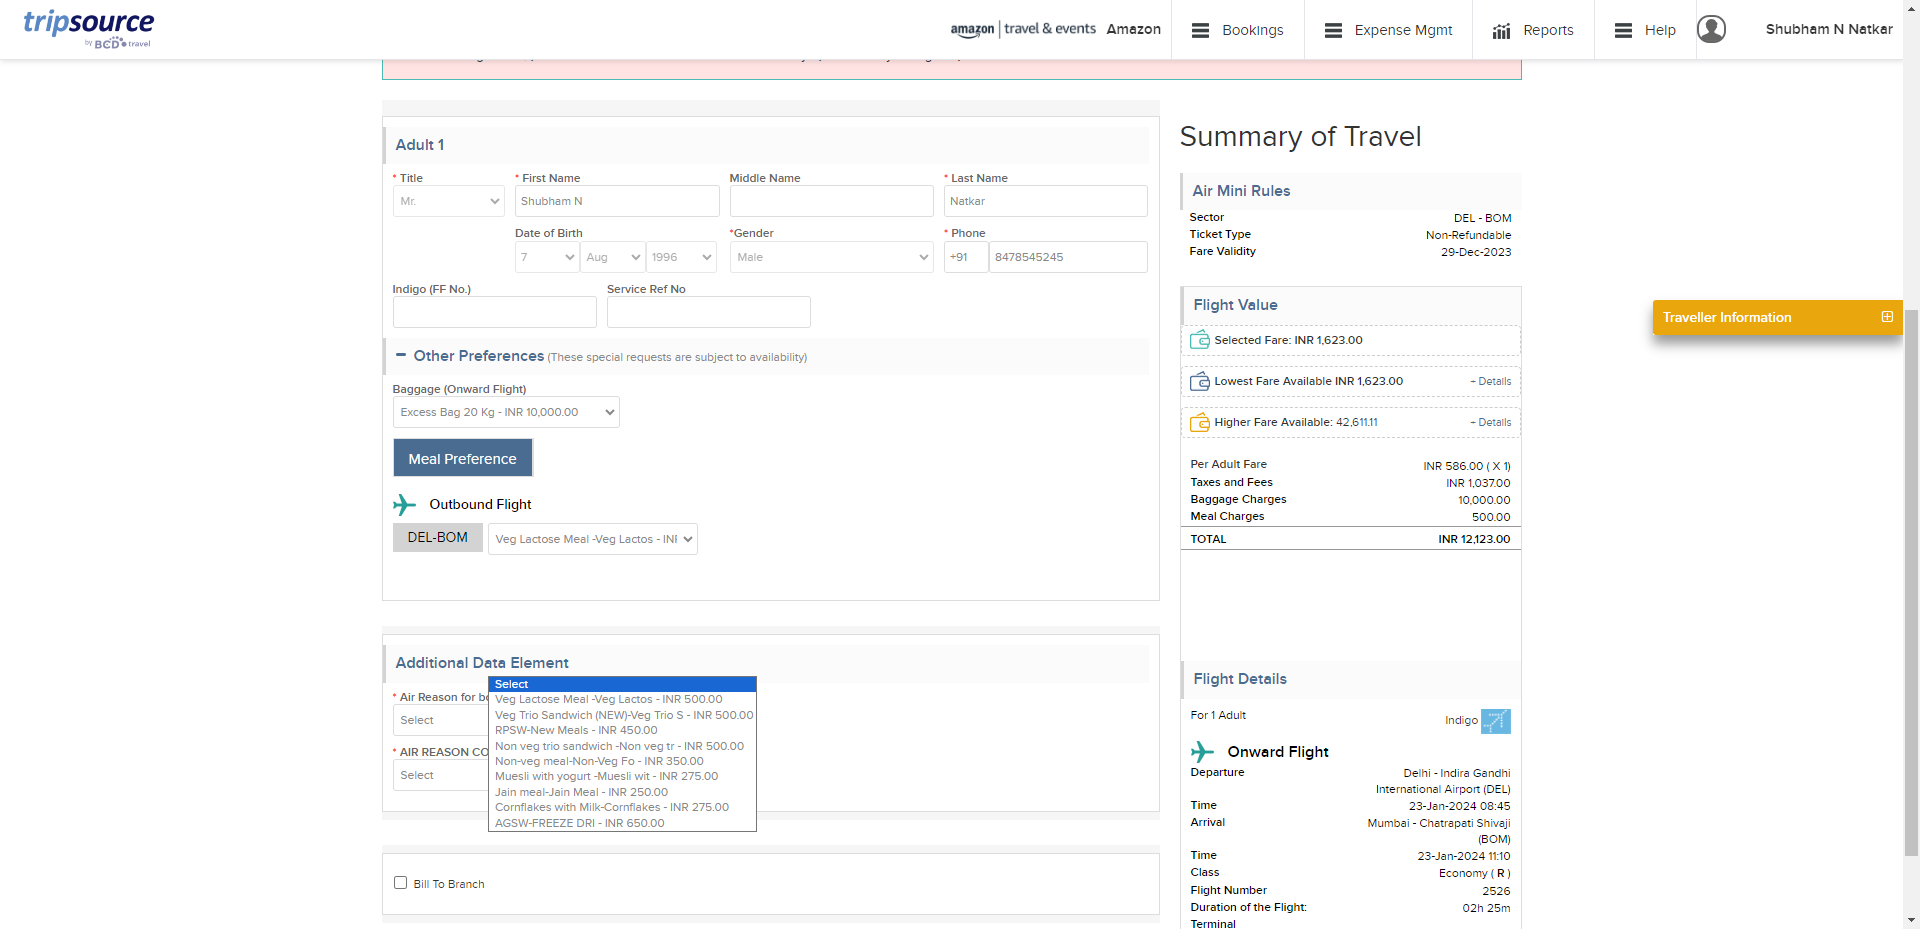 tripsource
by BCD travel
amazon | travel & events Amazon
Bookings
Expense Mgmt
Reports
Help
Shubham N Natkar
Adult 1
* Title
* First Name
Middle Name
* Last Name
Mr.
Shubham N
Natkar
Date of Birth
*Gender
* Phone
7
Aug
1996
Male
+91
8478545245
Indigo (FF No.)
Service Ref No
Other Preferences (These special requests are subject to availability)
Baggage (Onward Flight)
Excess Bag 20 Kg - INR 10,000.00
Meal Preference
Outbound Flight
DEL-BOM
Veg Lactose Meal -Veg Lactos - INI
Additional Data Element
* Air Reason for bo
Select
* AIR REASON CO
Select
Select
Veg Lactose Meal -Veg Lactos - INR 500.00
Veg Trio Sandwich (NEW)-Veg Trio S - INR 500.00
RPSW-New Meals - INR 450.00
Non veg trio sandwich -Non veg tr - INR 500.00
Non-veg meal-Non-Veg Fo - INR 350.00
Muesli with yogurt -Muesli wit - INR 275.00
Jain meal-Jain Meal - INR 250.00
Cornflakes with Milk-Cornflakes - INR 275.00
AGSW-FREEZE DRI - INR 650.00
Bill To Branch
Summary of Travel
Air Mini Rules
Sector DEL - BOM
Ticket Type Non-Refundable
Fare Validity 29-Dec-2023
Flight Value
Selected Fare: INR 1,623.00
Lowest Fare Available INR 1,623.00 + Details
Higher Fare Available: 42,611.11 + Details
Per Adult Fare INR 586.00 ( X 1)
Taxes and Fees INR 1,037.00
Baggage Charges 10,000.00
Meal Charges 500.00
TOTAL INR 12,123.00
Flight Details
For 1 Adult Indigo
Onward Flight
Departure Delhi - Indira Gandhi
International Airport (DEL)
Time 23-Jan-2024 08:45
Arrival Mumbai - Chatrapati Shivaji
(BOM)
Time 23-Jan-2024 11:10
Class Economy ( R )
Flight Number 2526
Duration of the Flight: 02h 25m
Terminal
Traveller Information